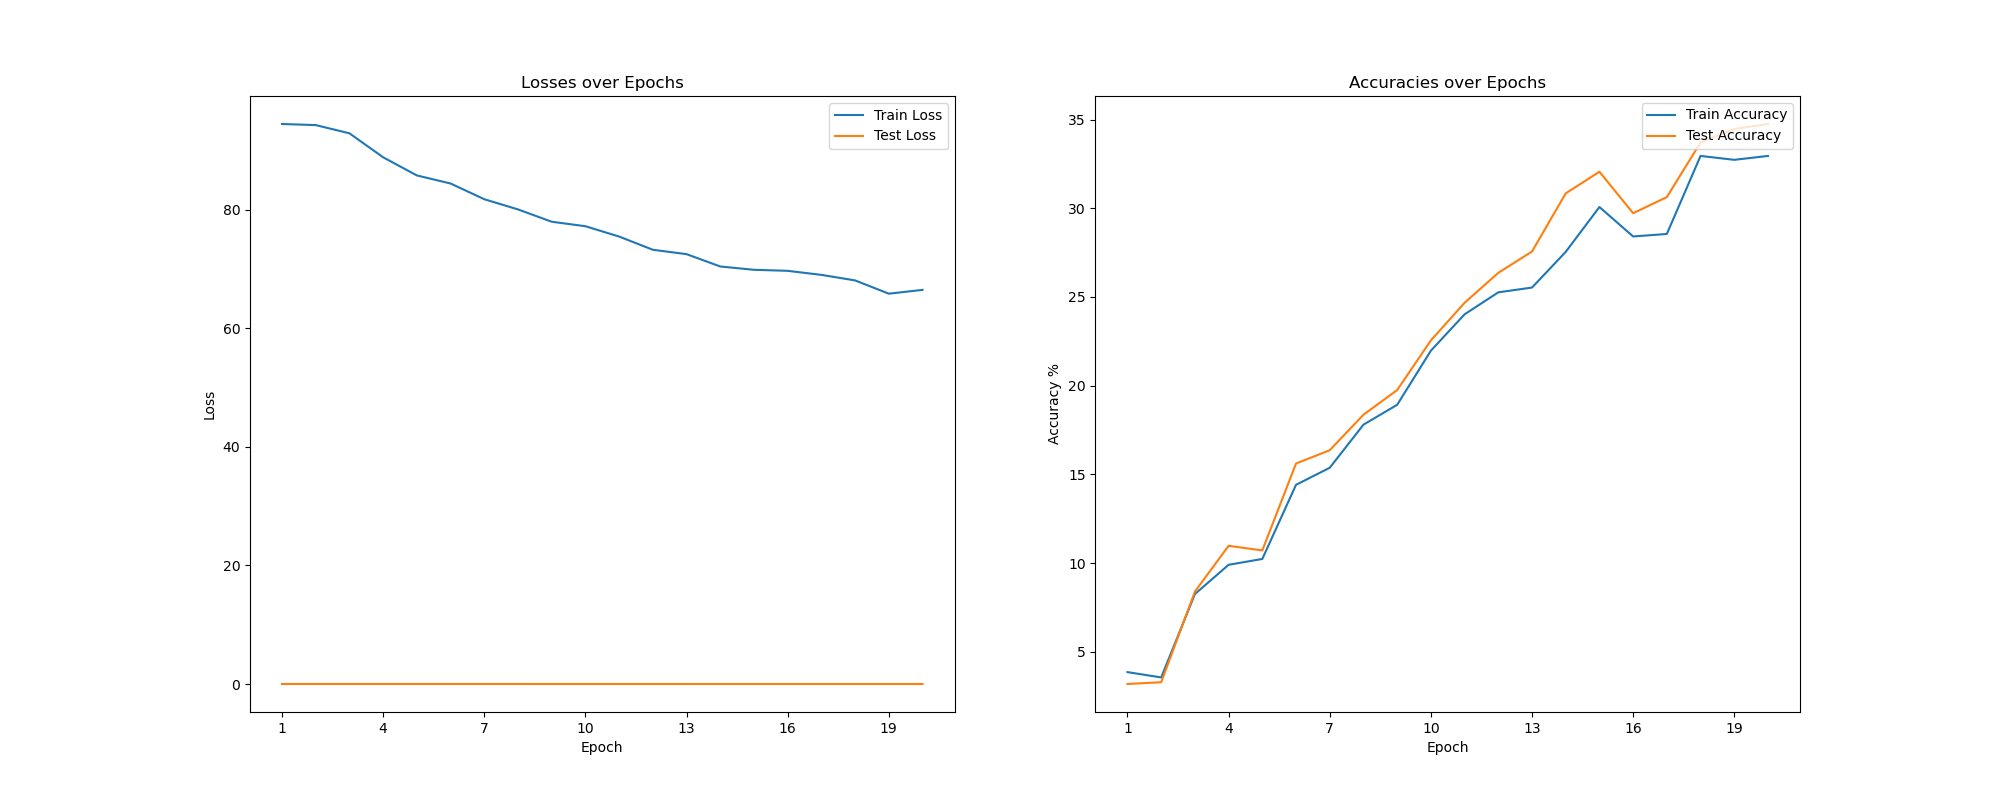 Losses over Epochs
Train Loss
Test Loss
80
60
40
20
0
Loss
1 4 7 10 13 16 19
Epoch
Accuracies over Epochs
Train Accuracy
Test Accuracy
35
30
25
20
15
10
5
Accuracy %
1 4 7 10 13 16 19
Epoch